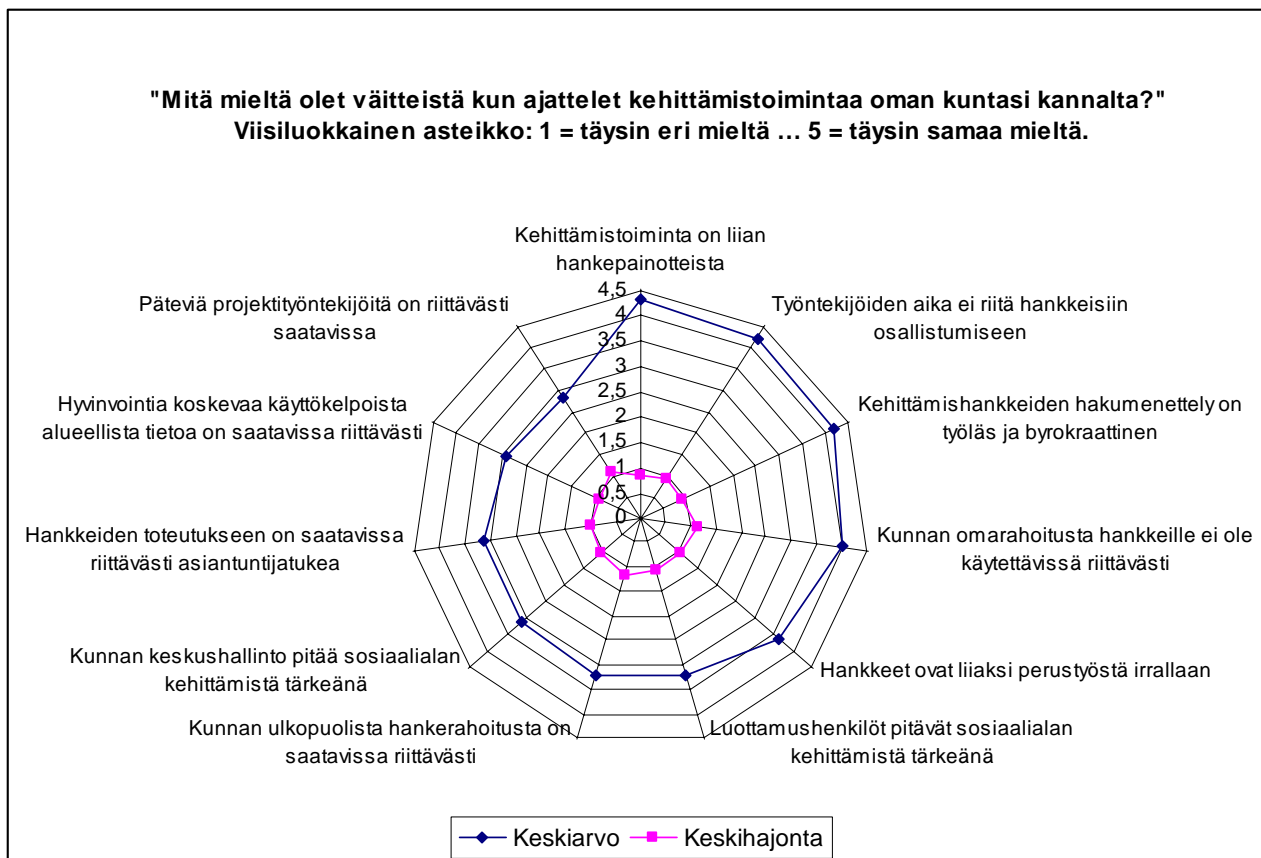 "Mitä mieltä olet väitteistä kun ajattelet kehittämistoimintaa oman kuntasi kannalta?"
Viisiluokkainen asteikko: 1 = täysin eri mieltä ... 5 = täysin samaa mieltä.
Kehittämistoiminta on liian
hankepainotteista
Työntekijöiden aika ei riitä hankkeisiin
osallistumiseen
Kehittämishankkeiden hakumenettely on
työläs ja byrokraattinen
Kunnan omarahoitusta hankkeille ei ole
käytettävissä riittävästi
Hankkeet ovat liiaksi perustyöstä irrallaan
Luottamushenkilöt pitävät sosiaalialan
kehittämistä tärkeänä
Kunnan ulkopuolista hankerahoitusta on
saatavissa riittävästi
Kunnan keskushallinto pitää sosiaalialan
kehittämistä tärkeänä
Hankkeiden toteutukseen on saatavissa
riittävästi asiantuntijatukea
Hyvinvointia koskevaa käyttökelpoista
alueellista tietoa on saatavissa riittävästi
Päteviä projektityöntekijöitä on riittävästi
saatavissa
4,5
4
3,5
3
2,5
2
1,5
1
0,5
0
Keskiarvo
Keskihajonta